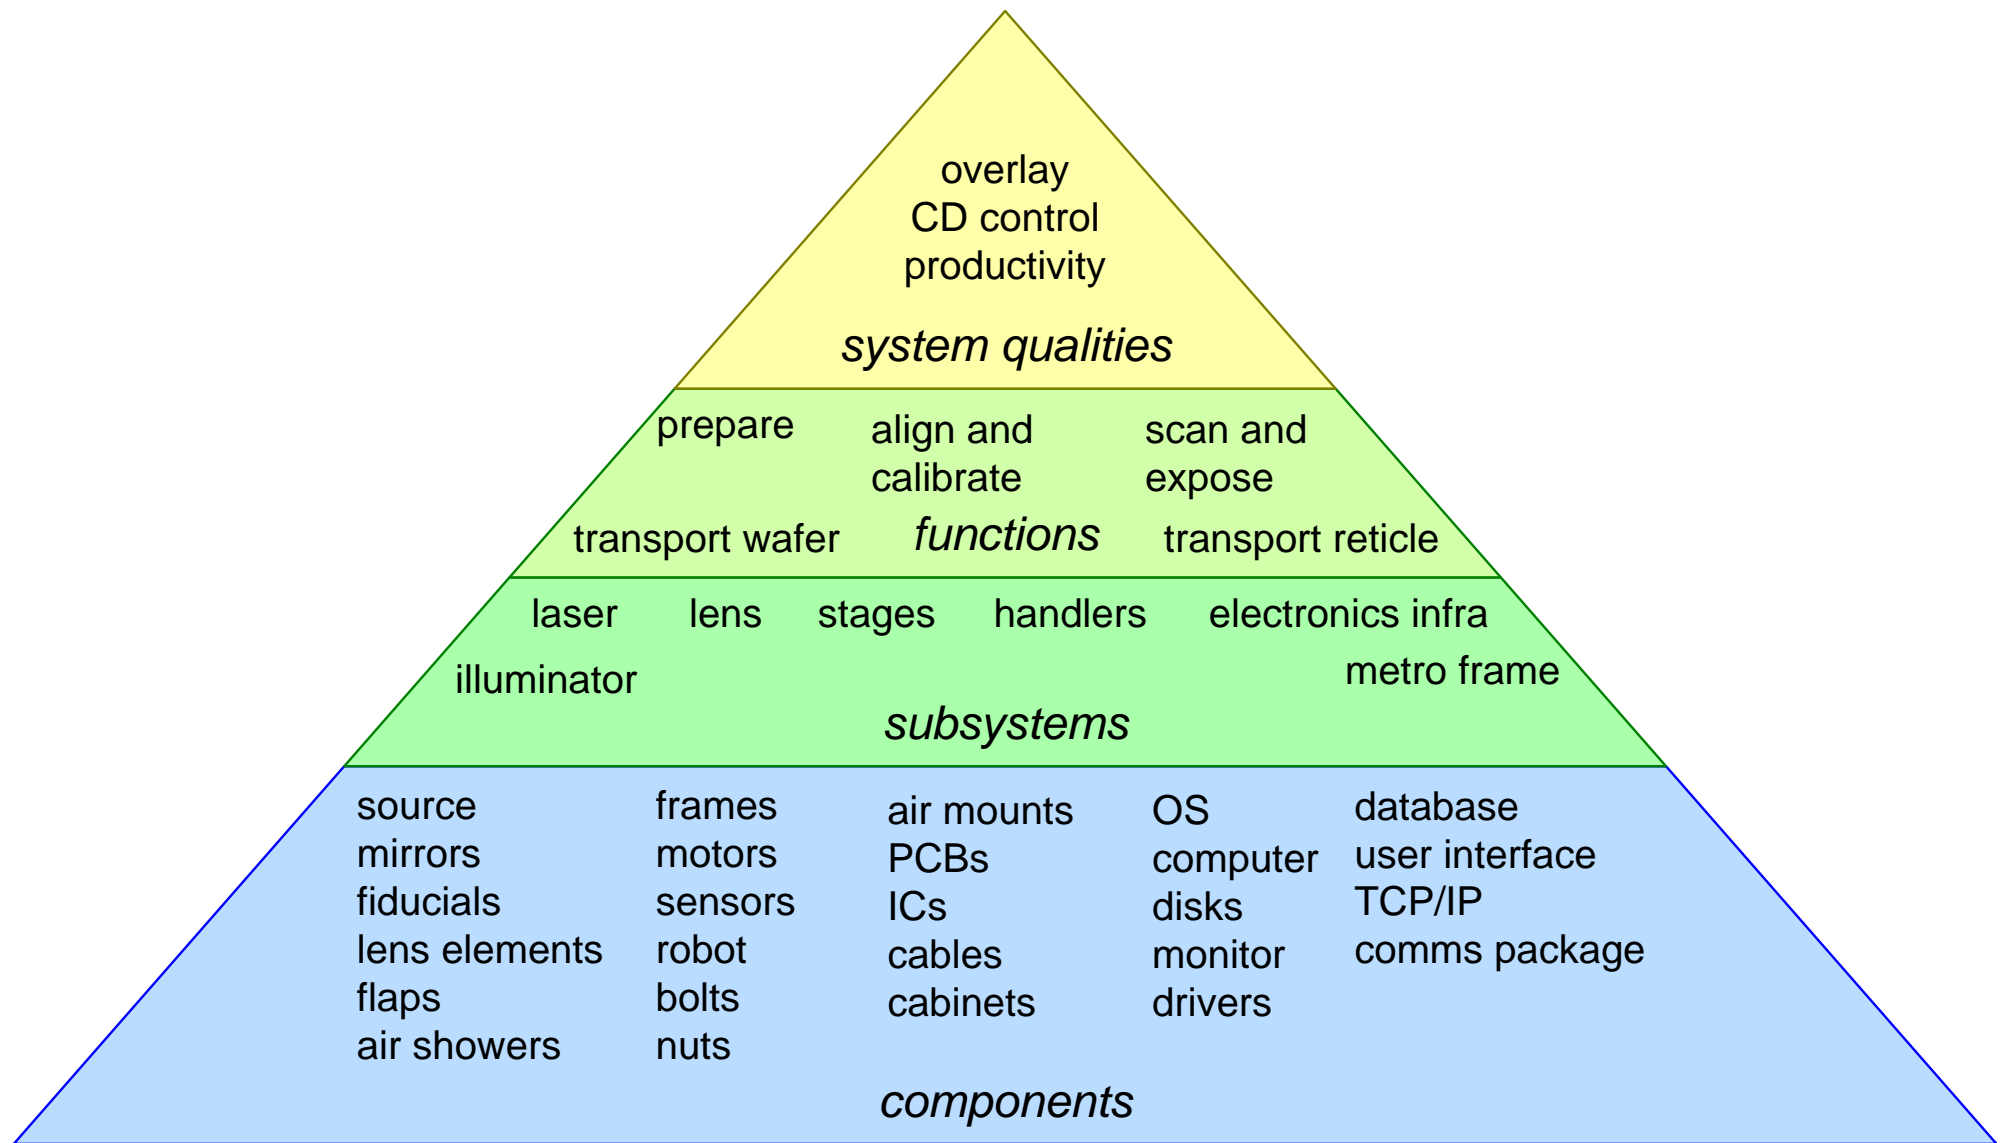 overlay
CD control
productivity
system qualities
prepare
align and
calibrate
scan and
expose
transport wafer
functions
transport reticle
laser
lens
stages
handlers
electronics infra
illuminator
metro frame
subsystems
source
mirrors
fiducials
lens elements
flaps
air showers
frames
motors
sensors
robot
bolts
nuts
air mounts
PCBs
ICs
cables
cabinets
OS
computer
disks
monitor
drivers
database
user interface
TCP/IP
comms package
components